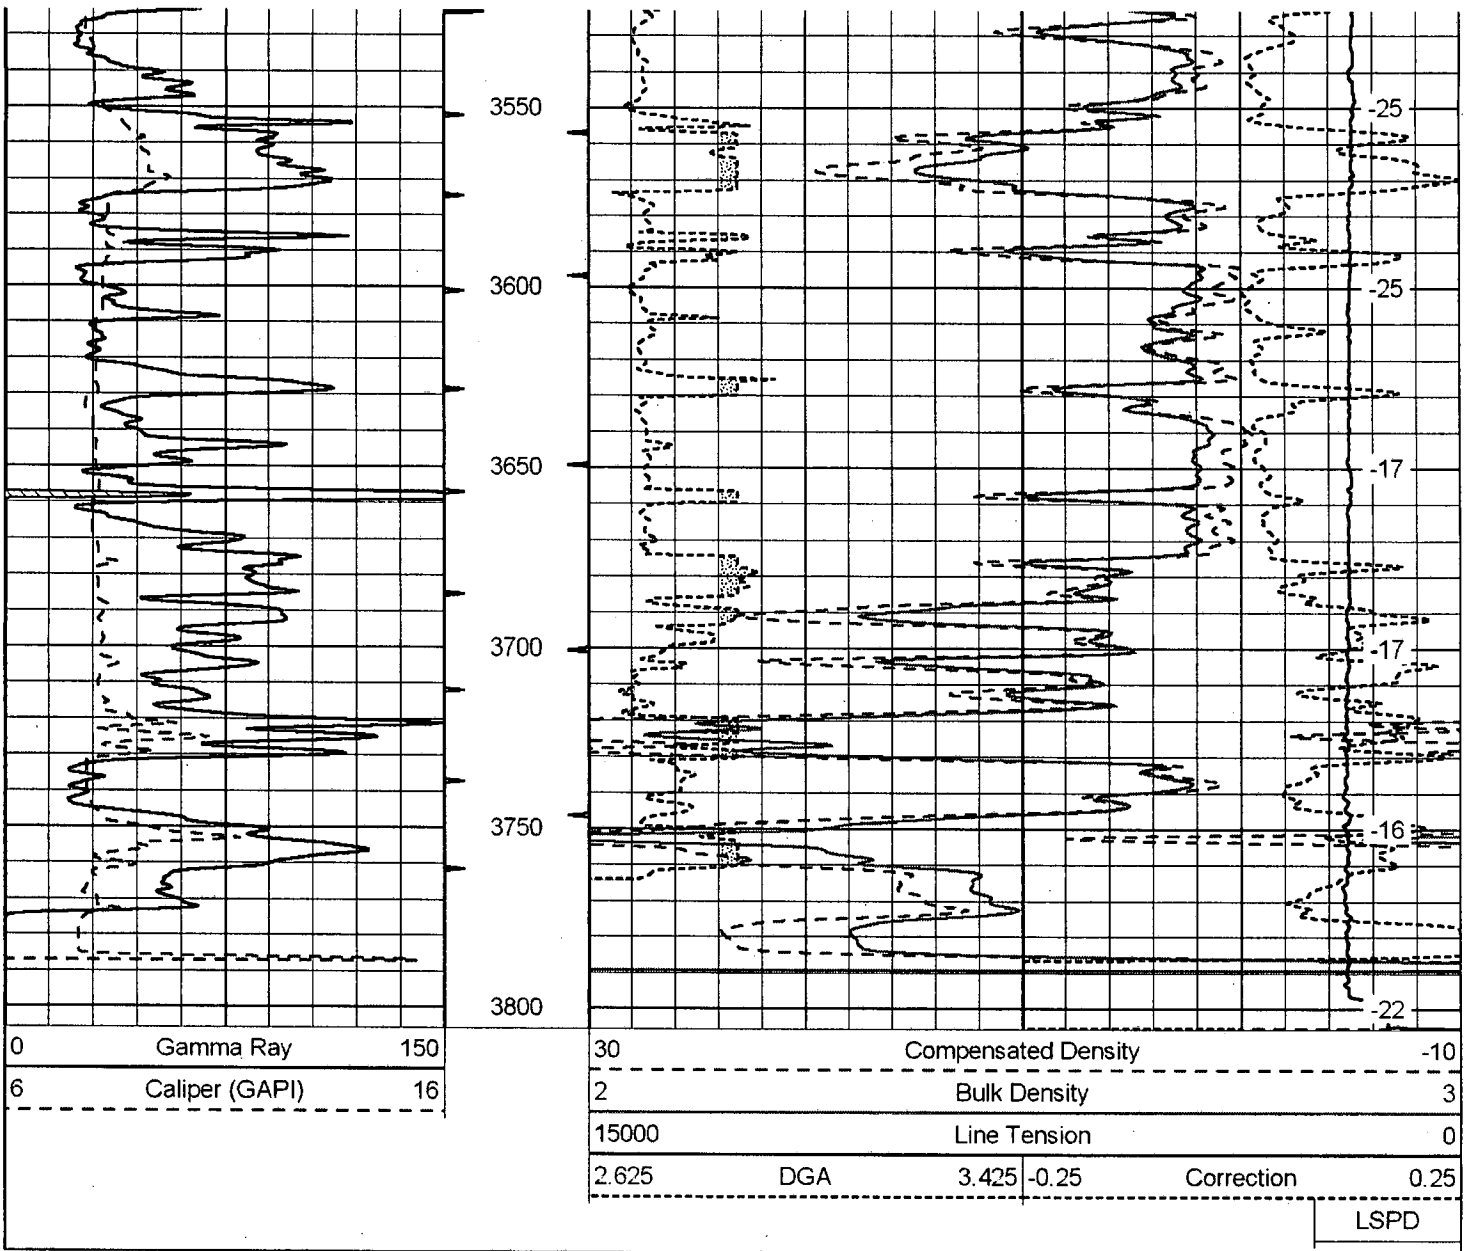 3550 -25
3600 -25
3650 -17
3700 -17
3750 -16
3800 -22
0 Gamma Ray 150
6 Caliper (GAPI) 16
30 Compensated Density -10
2 Bulk Density 3
15000 Line Tension 0
2.625 DGA 3.425 -0.25 Correction 0.25
LSPD